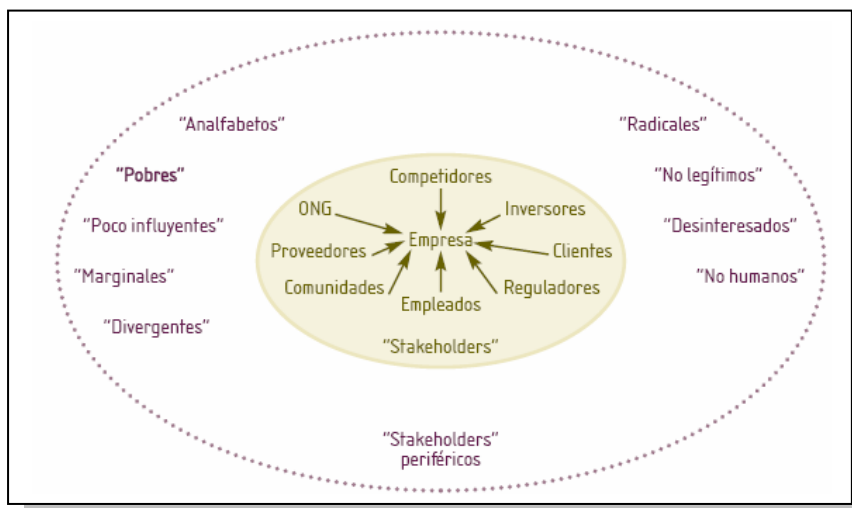 "Analfabetos"
"Radicales"
"Pobres"
Competidores
"No legítimos"
ONG
Inversores
"Poco influyentes"
Empresa
"Desinteresados"
Proveedores
Clientes
"Marginales"
Comunidades
Reguladores
"No humanos"
Empleados
"Divergentes"
"Stakeholders"
"Stakeholders"
periféricos